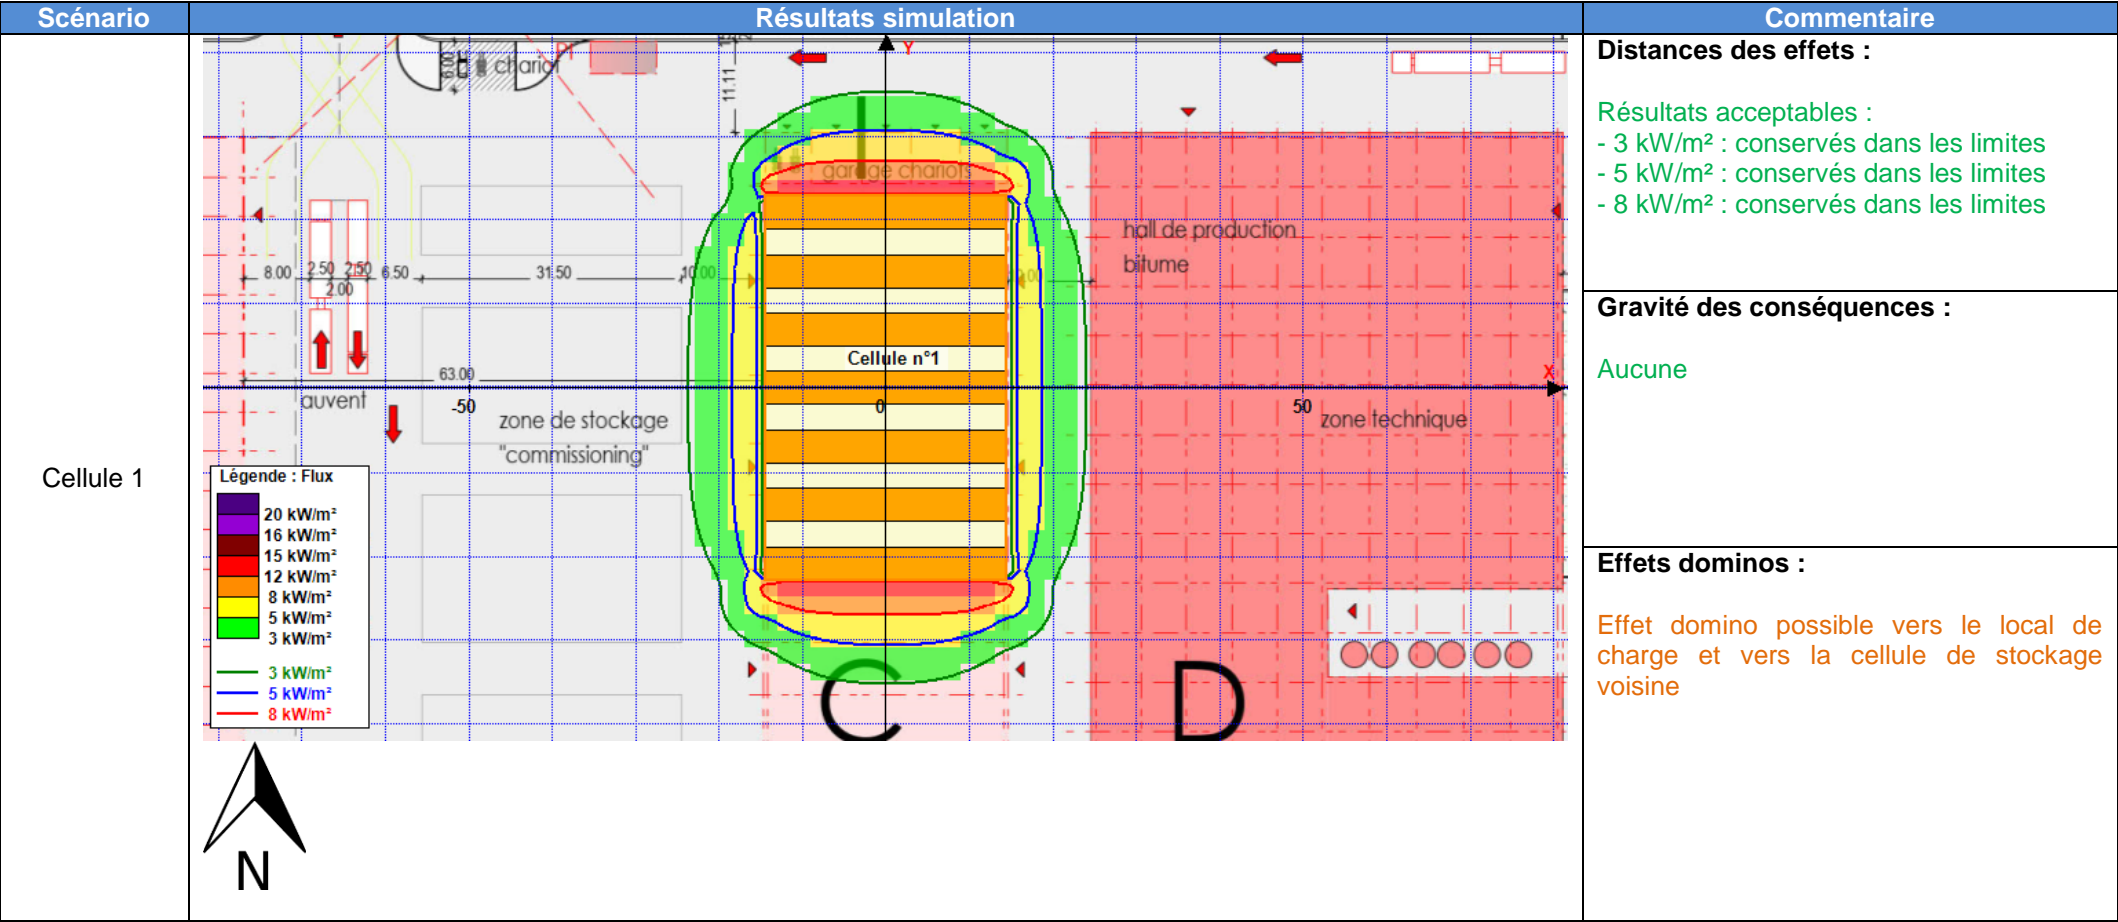 Scénario
Résultats simulation
Commentaire
Cellule 1
6.00
chariot
PI
11.11
Y
garage chariots
hall de production
bitume
8.00
2.50
2.50
6.50
31.50
10.00
2.00
63.00
auvent
-50
0
50
X
Cellule n°1
zone de stockage
"commissioning"
zone technique
Légende : Flux
20 kW/m²
16 kW/m²
15 kW/m²
12 kW/m²
8 kW/m²
5 kW/m²
3 kW/m²
3 kW/m²
5 kW/m²
8 kW/m²
C
D
N
Distances des effets :
Résultats acceptables :
- 3 kW/m² : conservés dans les limites
- 5 kW/m² : conservés dans les limites
- 8 kW/m² : conservés dans les limites
Gravité des conséquences :
Aucune
Effets dominos :
Effet domino possible vers le local de
charge et vers la cellule de stockage
voisine